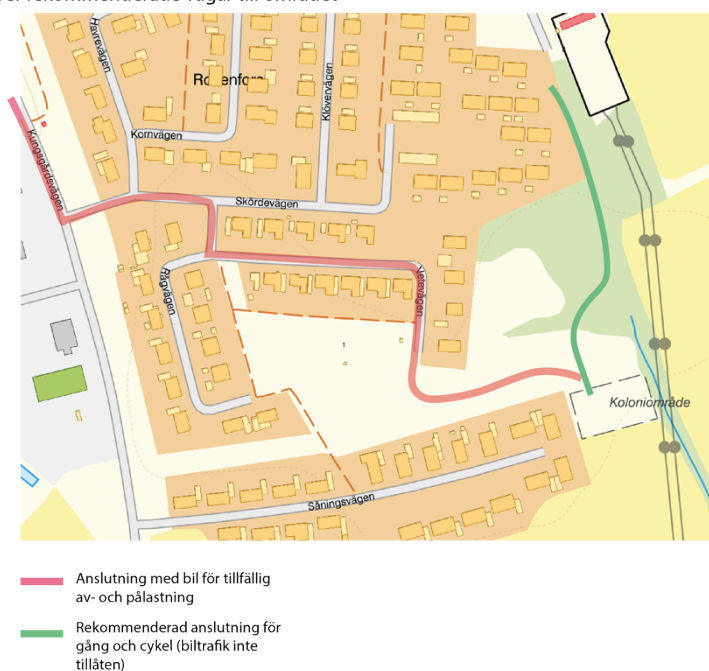 Havrevägen
Kornvägen
Klövervägen
Kungsgårdsvägen
Skördevägen
Rågvägen
Vetevägen
Koloniområde
Såningsvägen
Anslutning med bil för tillfällig
av- och pålastning
Rekommenderad anslutning för
gång och cykel (biltrafik inte
tillåten)